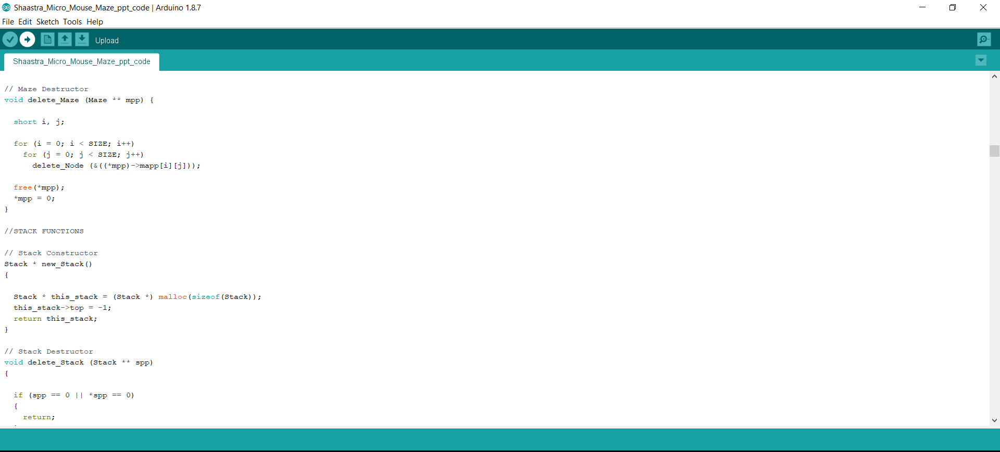 Shaastra_Micro_Mouse_Maze_ppt_code | Arduino 1.8.7
File Edit Sketch Tools Help
Upload
Shaastra_Micro_Mouse_Maze_ppt_code
// Maze Destructor
void delete_Maze (Maze ** mpp) {
short i, j;
for (i = 0; i < SIZE; i++)
for (j = 0; j < SIZE; j++)
delete_Node (&((*mpp)->mapp[i][j]));
free(*mpp);
*mpp = 0;
}
//STACK FUNCTIONS
// Stack Constructor
Stack * new_Stack()
{
Stack * this_stack = (Stack *) malloc(sizeof(Stack));
this_stack->top = -1;
return this_stack;
}
// Stack Destructor
void delete_Stack (Stack ** spp)
{
if (spp == 0 || *spp == 0)
{
return;